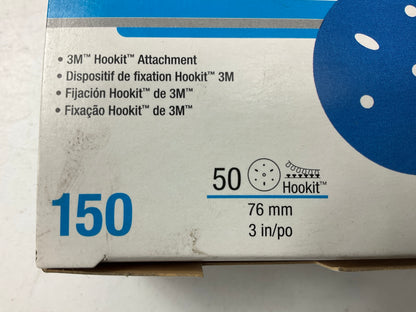 • 3M™ Hookit™ Attachment
• Dispositif de fixation Hookit™ 3M
• Fijación Hookit™ de 3M™
• Fixação Hookit™ de 3M™
50
Hookit™
150
76 mm
3 in/po